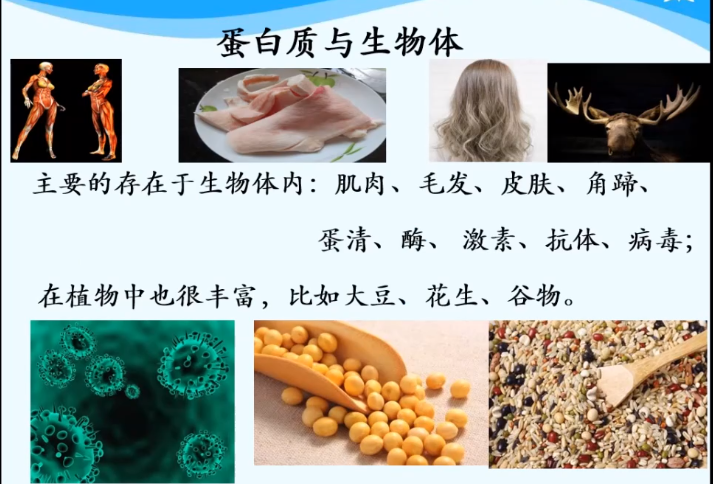 蛋白质与生物体
主要的存在于生物体内：肌肉、毛发、皮肤、角蹄、
蛋清、酶、 激素、抗体、病毒；
在植物中也很丰富，比如大豆、花生、谷物。